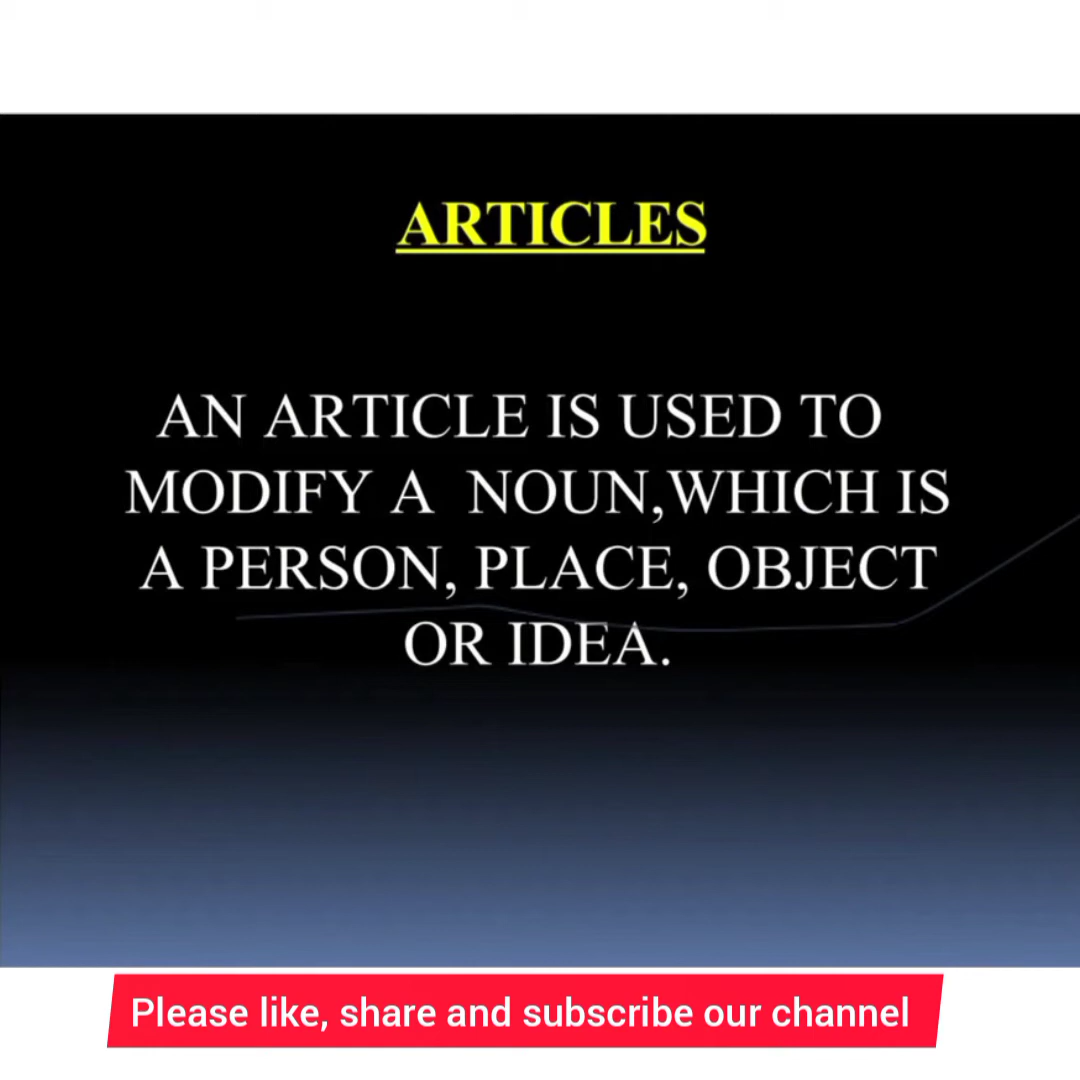 ARTICLES
AN ARTICLE IS USED TO
MODIFY A NOUN,WHICH IS
A PERSON, PLACE, OBJECT
OR IDEA.
Please like, share and subscribe our channel